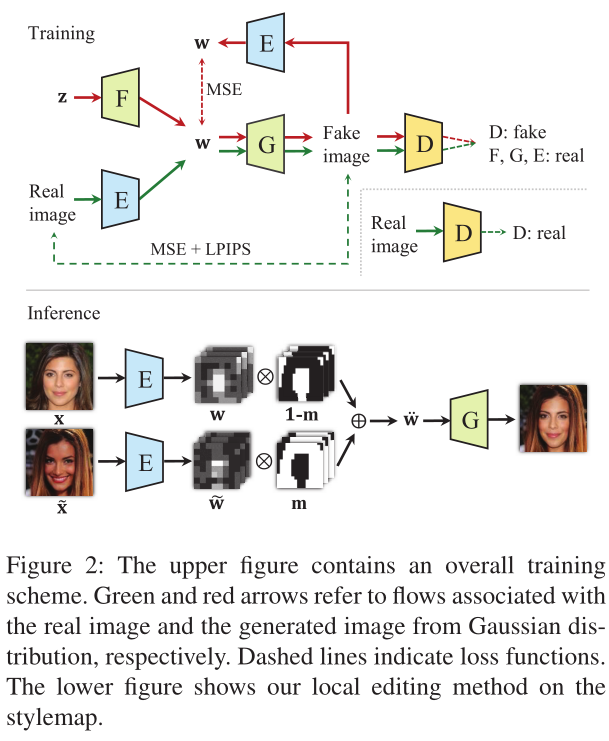 Training
w
E
MSE
z
F
w
G
Fake
image
D
D: fake
F, G, E: real
Real
image
E
MSE + LPIPS
Real
image
D
D: real
Inference
E
w
1-m
x
⊗
⊕
ẅ
G
E
w̃
m
x̃
⊗
Figure 2: The upper figure contains an overall training
scheme. Green and red arrows refer to flows associated with
the real image and the generated image from Gaussian dis-
tribution, respectively. Dashed lines indicate loss functions.
The lower figure shows our local editing method on the
stylemap.